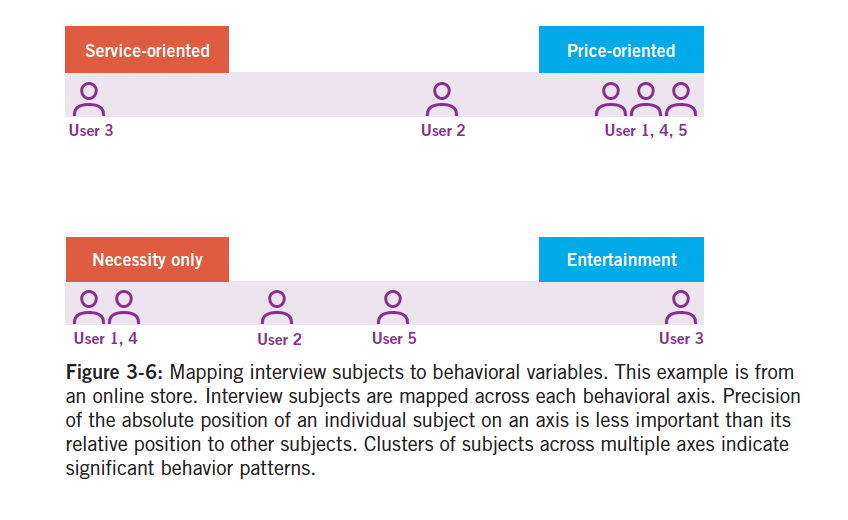 Service-oriented
Price-oriented
User 3
User 2
User 1, 4, 5
Necessity only
Entertainment
User 1, 4
User 2
User 5
User 3
Figure 3-6: Mapping interview subjects to behavioral variables. This example is from
an online store. Interview subjects are mapped across each behavioral axis. Precision
of the absolute position of an individual subject on an axis is less important than its
relative position to other subjects. Clusters of subjects across multiple axes indicate
significant behavior patterns.